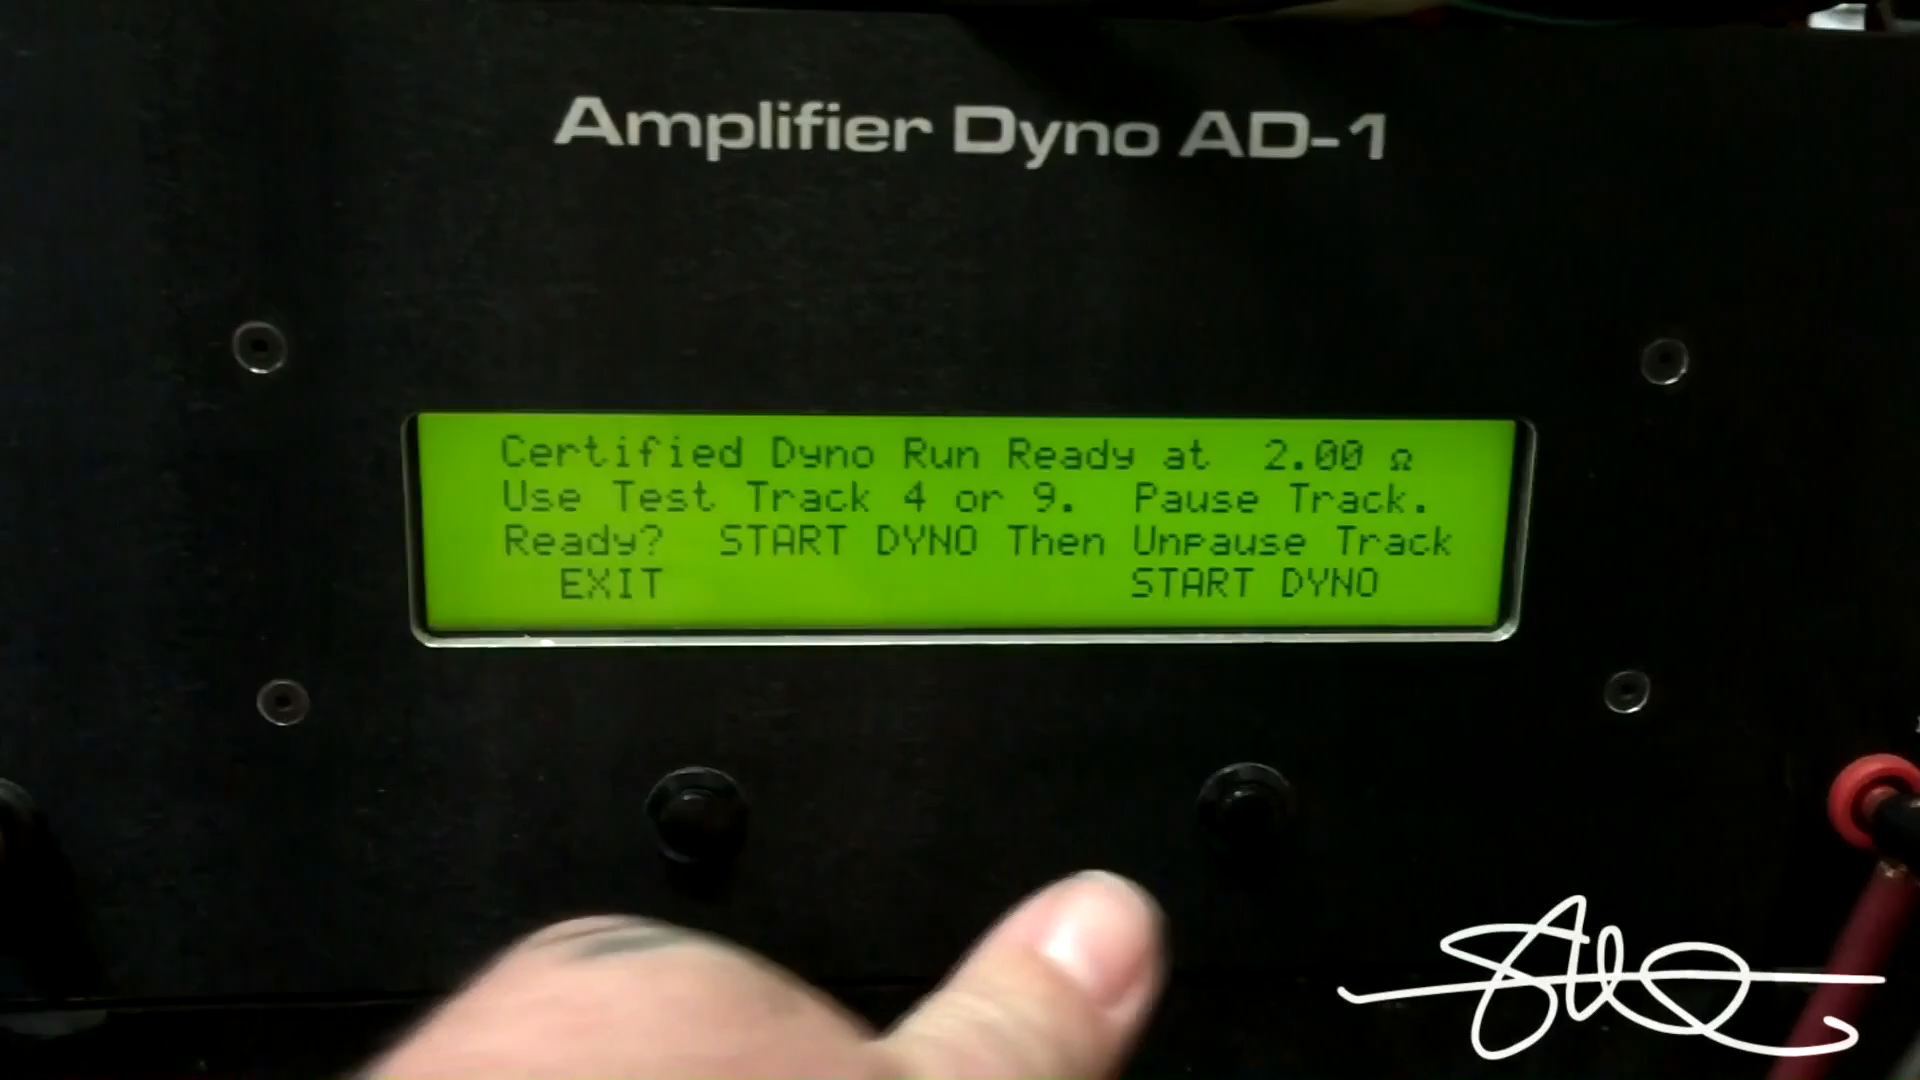 Amplifier Dyno AD-1
Certified Dyno Run Ready at 2.00 Ω
Use Test Track 4 or 9. Pause Track.
Ready? START DYNO Then Unpause Track
EXIT START DYNO